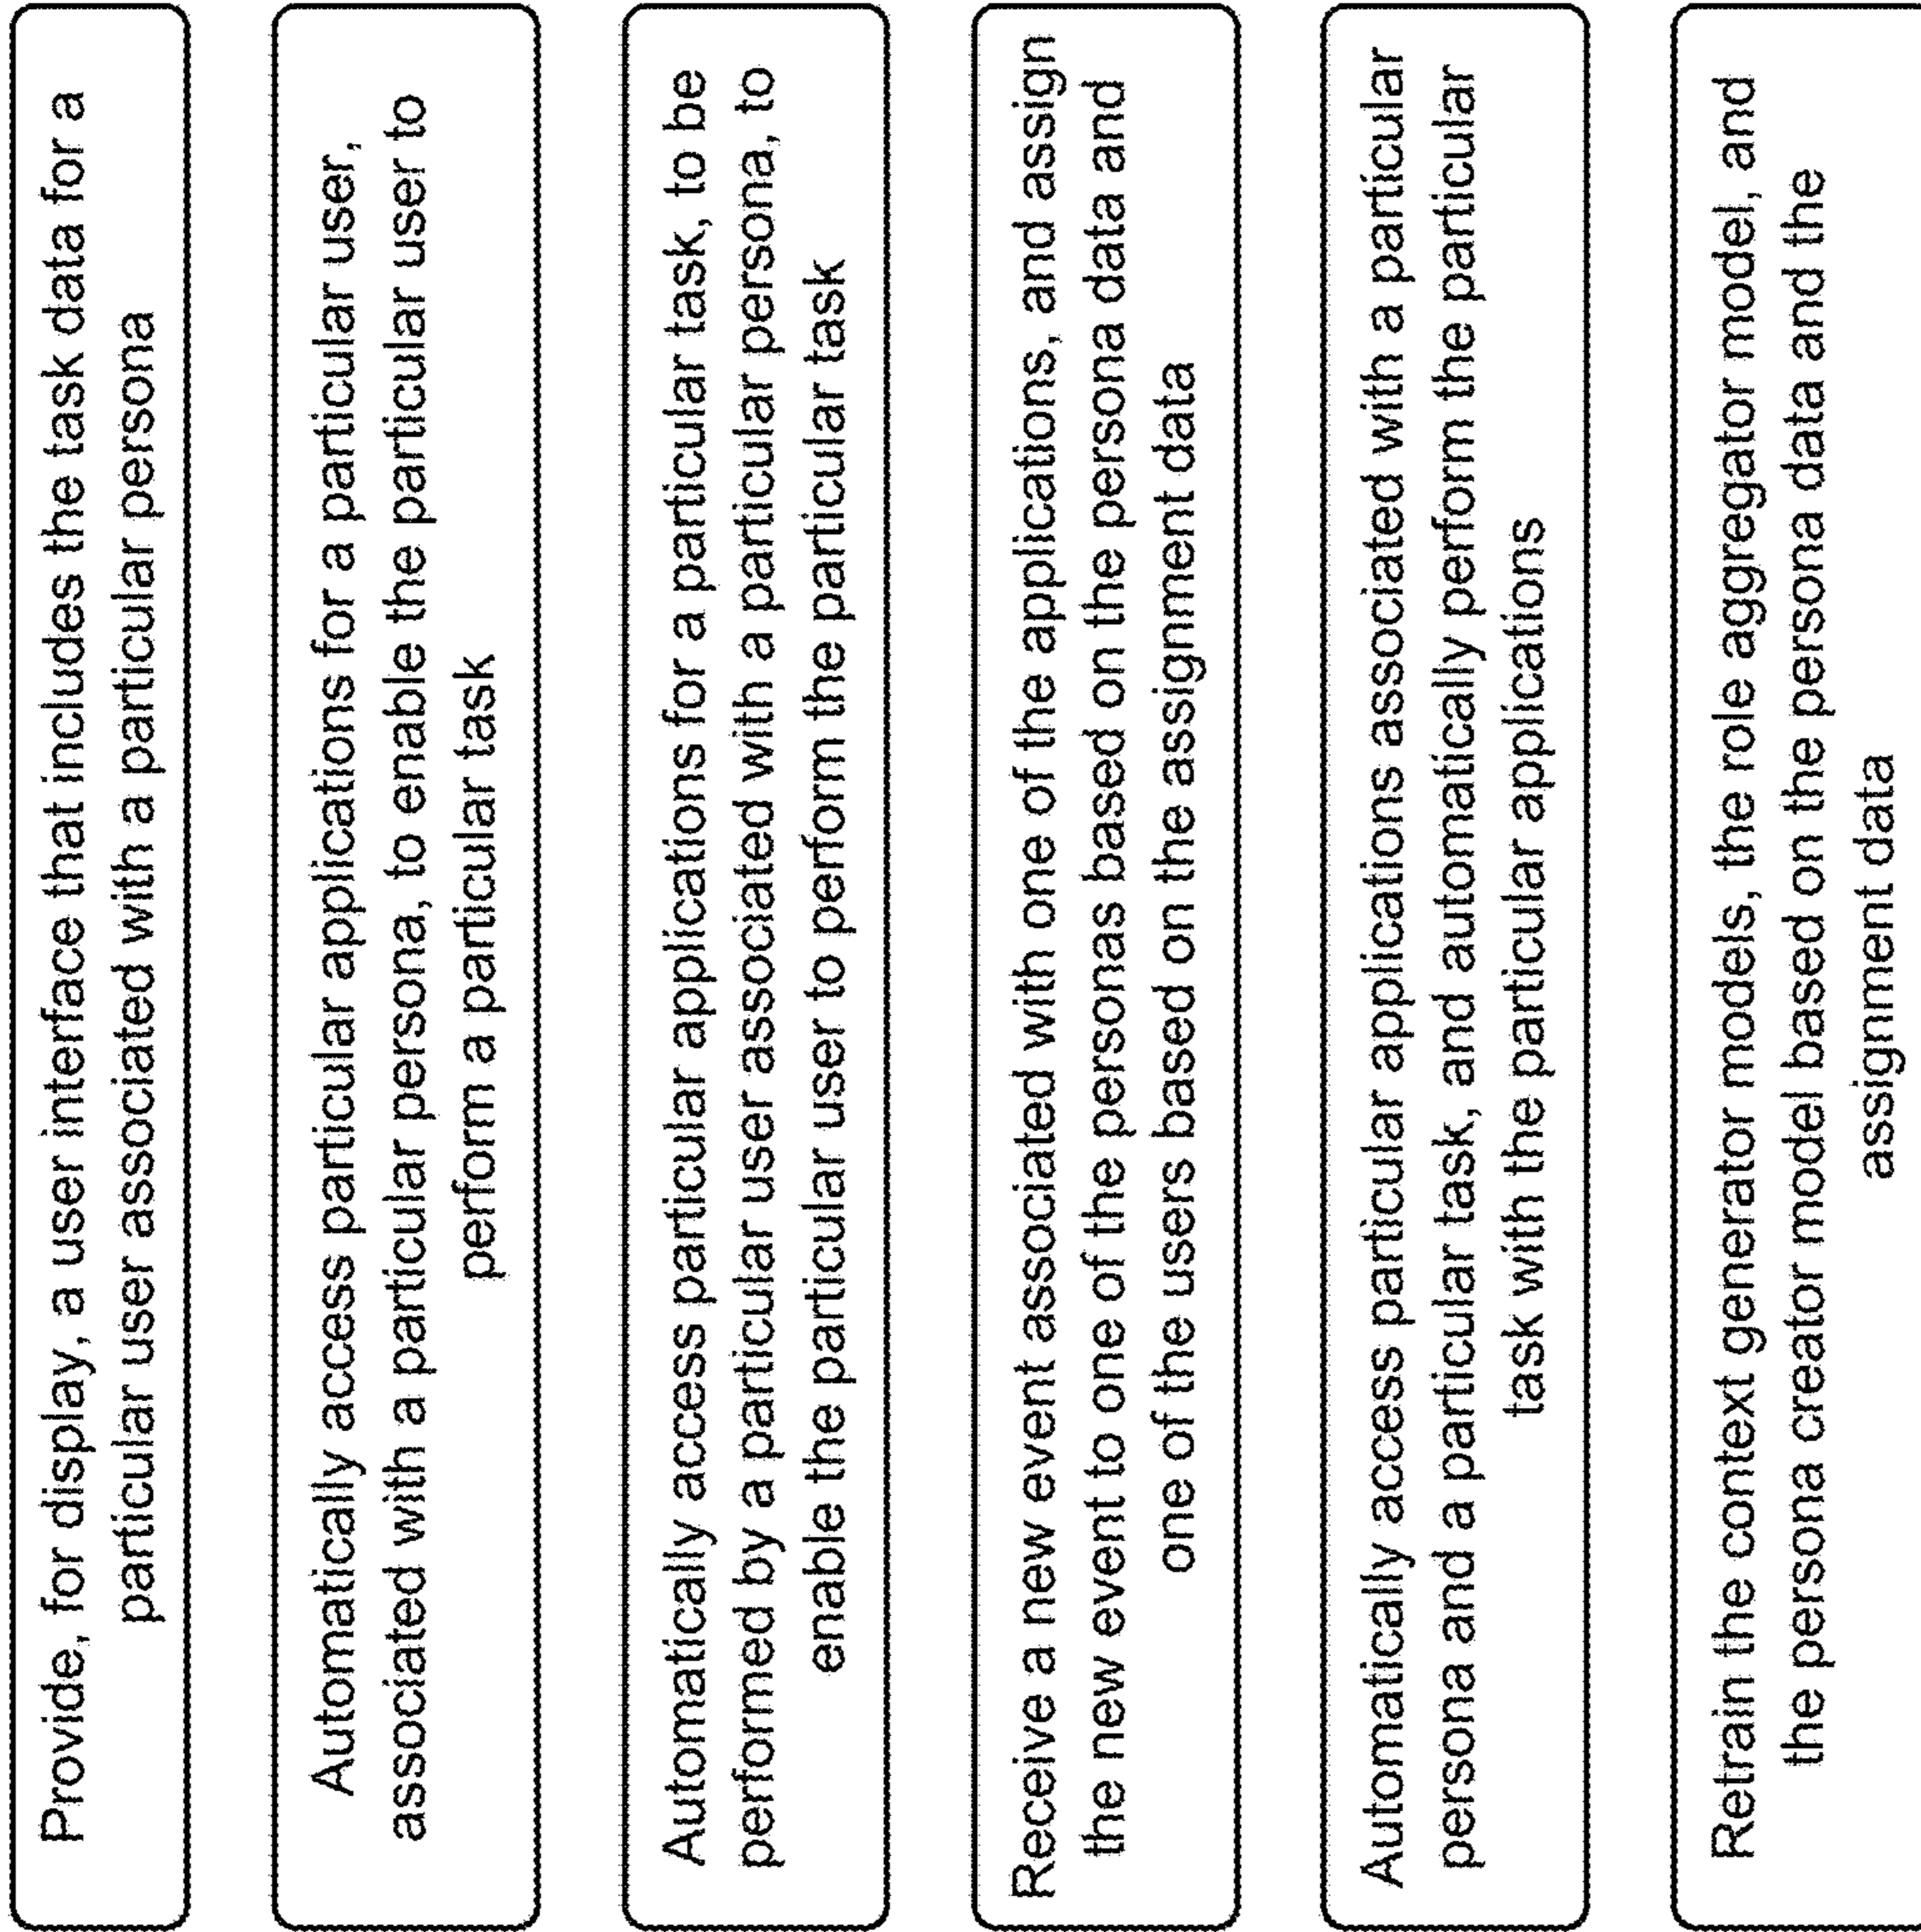 Provide, for display, a user interface that includes the task data for a
particular user associated with a particular persona
Automatically access particular applications for a particular user,
associated with a particular persona, to enable the particular user to
perform a particular task
Automatically access particular applications for a particular task, to be
performed by a particular user associated with a particular persona, to
enable the particular user to perform the particular task
Receive a new event associated with one of the applications, and assign
the new event to one of the personas based on the persona data and
one of the users based on the assignment data
Automatically access particular applications associated with a particular
persona and a particular task, and automatically perform the particular
task with the particular applications
Retrain the context generator models, the role aggregator model, and
the persona creator model based on the persona data and the
assignment data